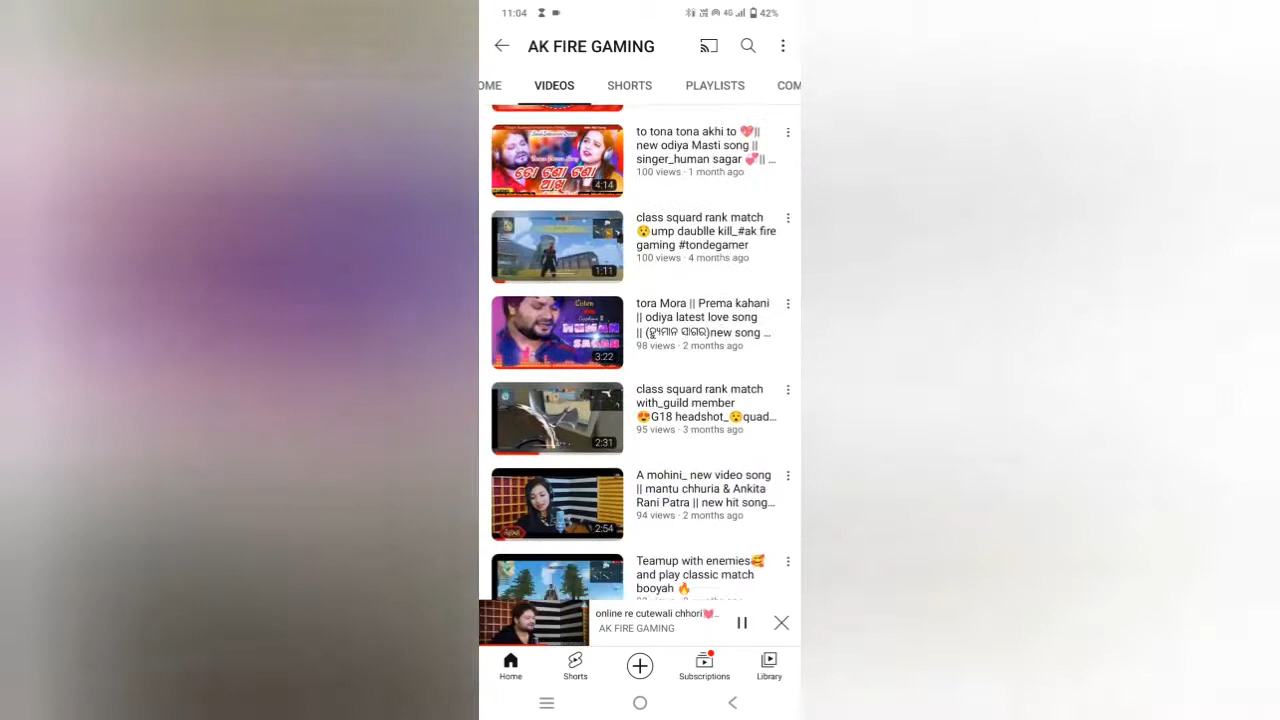 11:04 4G 42%
AK FIRE GAMING
OME VIDEOS SHORTS PLAYLISTS COM
to tona tona akhi to 💖||
new odiya Masti song ||
singer_human sagar 💞|| ...
100 views · 1 month ago
ତୋ ଟୋ ଟୋ
ଆଖି
4:14
class squard rank match
😯ump daublle kill_#ak fire
gaming #tondegamer
100 views · 4 months ago
1:11
tora Mora || Prema kahani
|| odiya latest love song
|| (ହ୍ୟୁମାନ ସାଗର)new song ...
98 views · 2 months ago
HUMAN
SAGAR
3:22
class squard rank match
with_guild member
😍G18 headshot_😯quad...
95 views · 3 months ago
2:31
A mohini_ new video song
|| mantu chhuria & Ankita
Rani Patra || new hit song...
94 views · 2 months ago
2:54
Teamup with enemies🥰
and play classic match
booyah 🔥
online re cutewali chhori💓..
AK FIRE GAMING
Home Shorts Subscriptions Library